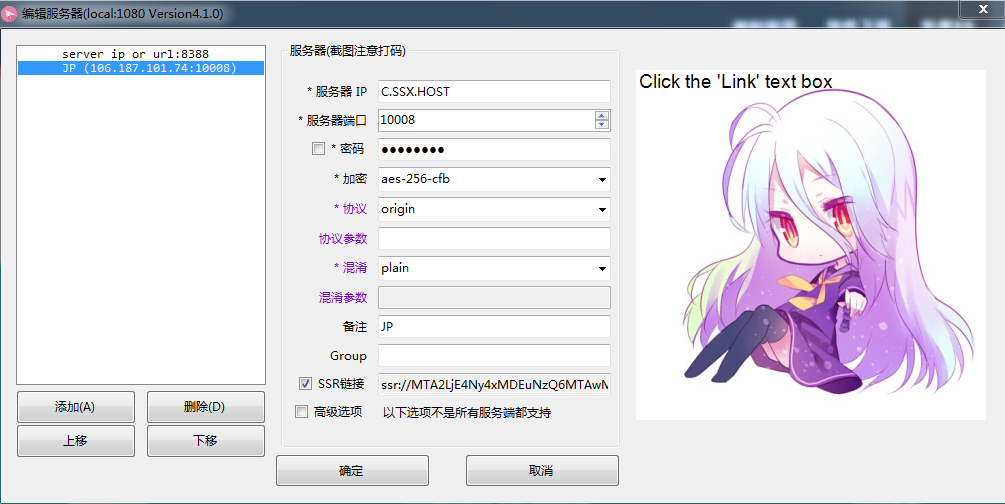 编辑服务器(local:1080 Version4.1.0)
server ip or url:8388
JP (106.187.101.74:10008)
添加(A)
删除(D)
上移
下移
服务器(截图注意打码)
* 服务器 IP
C.SSX.HOST
* 服务器端口
10008
* 密码
●●●●●●●●
* 加密
aes-256-cfb
* 协议
origin
协议参数
* 混淆
plain
混淆参数
备注
JP
Group
SSR链接
ssr://MTA2LjE4Ny4xMDEuNzQ6MTAwM
高级选项
以下选项不是所有服务端都支持
确定
取消
Click the 'Link' text box